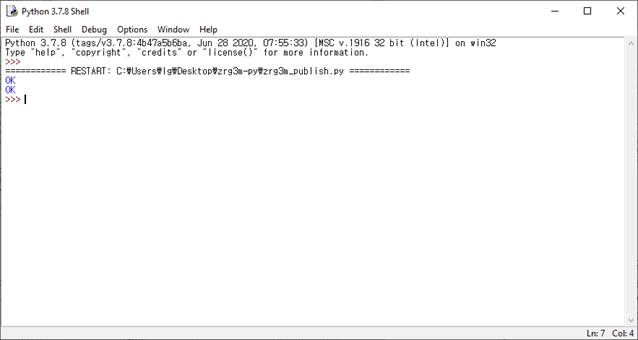 Python 3.7.8 Shell
File Edit Shell Debug Options Window Help
Python 3.7.8 (tags/v3.7.8:4b47a5b6ba, Jun 28 2020, 07:55:33) [MSC v.1916 32 bit (Intel)] on win32
Type "help", "copyright", "credits" or "license()" for more information.
>>>
============ RESTART: C:₩Users₩lg₩Desktop₩zrg3m-py₩zrg3m_publish.py ============
OK
OK
>>>
Ln: 7 Col: 4